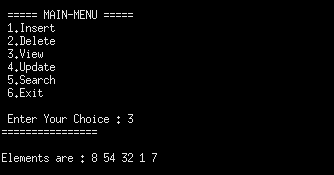 ===== MAIN-MENU =====
1.Insert
2.Delete
3.View
4.Update
5.Search
6.Exit
Enter Your Choice : 3
================
Elements are : 8 54 32 1 7